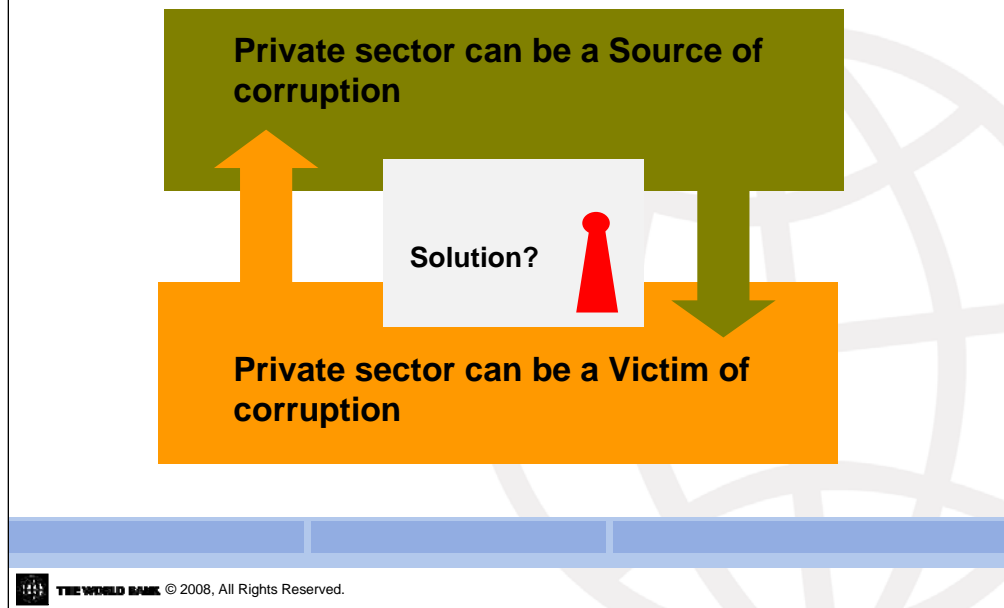 Private sector can be a Source of
corruption
Solution?
Private sector can be a Victim of
corruption
THE WORLD BANK © 2008, All Rights Reserved.